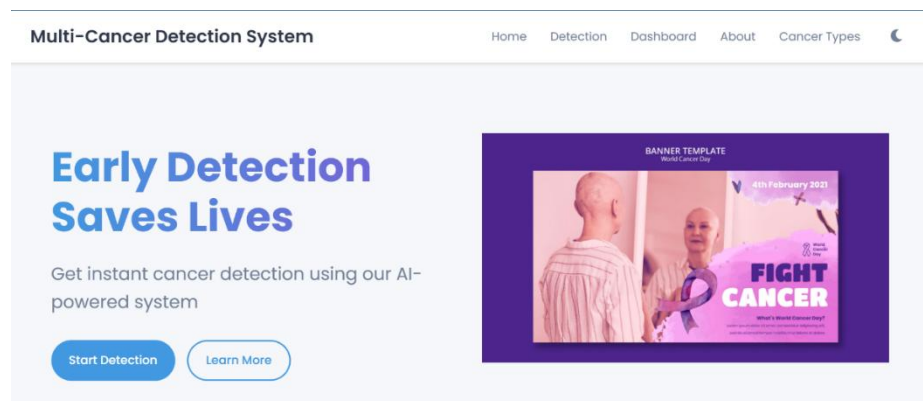 Multi-Cancer Detection System
Home Detection Dashboard About Cancer Types
Early Detection
Saves Lives
Get instant cancer detection using our AI-
powered system
Start Detection Learn More
BANNER TEMPLATE
World Cancer Day
4th February 2021
World
Cancer
Day
FIGHT
CANCER
What's World Cancer Day?